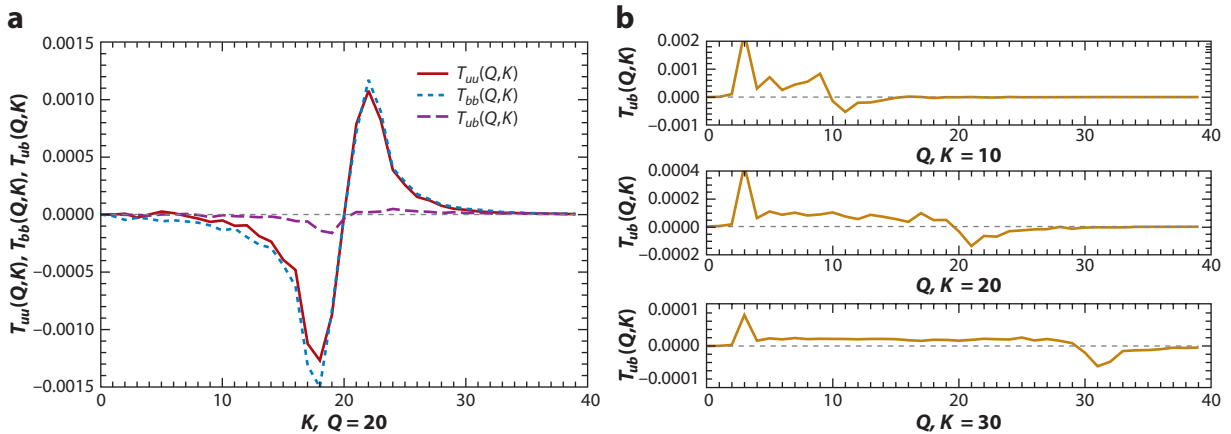 a
T_uu(Q,K), T_bb(Q,K), T_ub(Q,K)
0.0015
0.0010
0.0005
0.0000
−0.0005
−0.0010
−0.0015
T_uu(Q,K)
T_bb(Q,K)
T_ub(Q,K)
0 10 20 30 40
K, Q = 20
b
T_ub(Q,K)
0.002
0.001
0.000
−0.001
0 10 20 30 40
Q, K = 10
T_ub(Q,K)
0.0004
0.0002
0.0000
−0.0002
0 10 20 30 40
Q, K = 20
T_ub(Q,K)
0.0001
0.0000
−0.0001
0 10 20 30 40
Q, K = 30